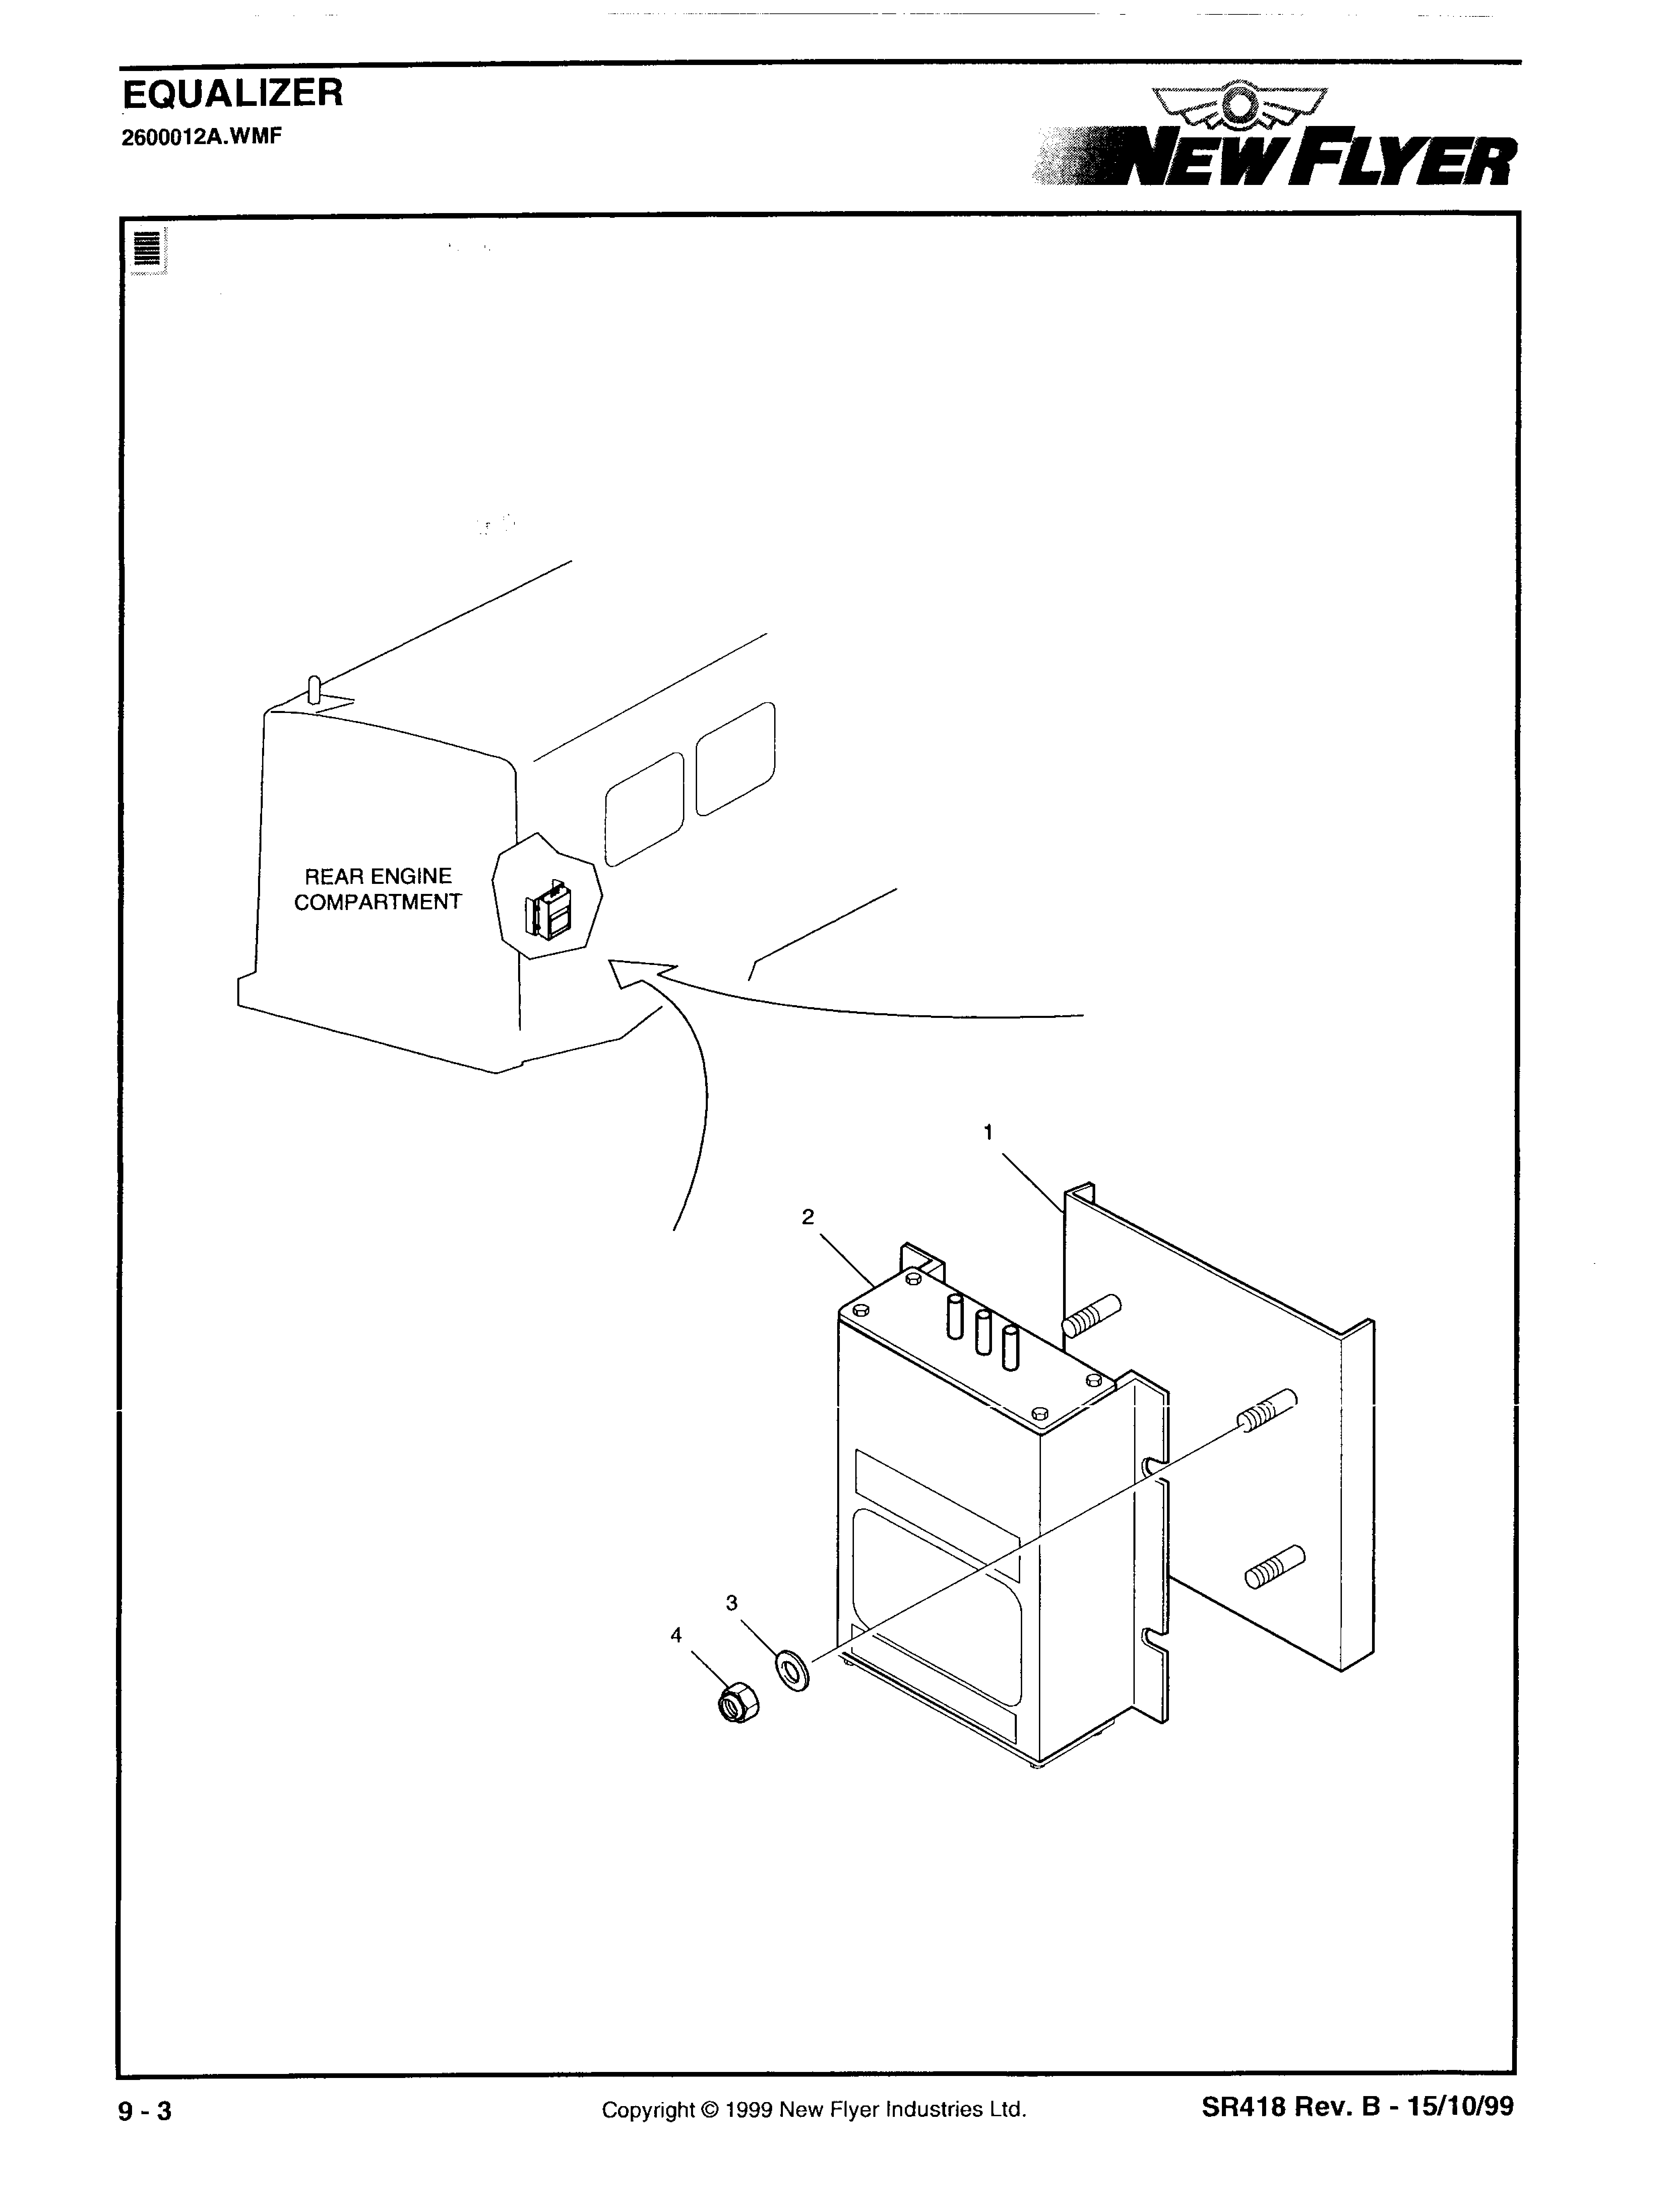 EQUALIZER
2600012A.WMF
NEW FLYER
REAR ENGINE
COMPARTMENT
1
2
3
4
9 - 3
Copyright © 1999 New Flyer Industries Ltd.
SR418 Rev. B - 15/10/99